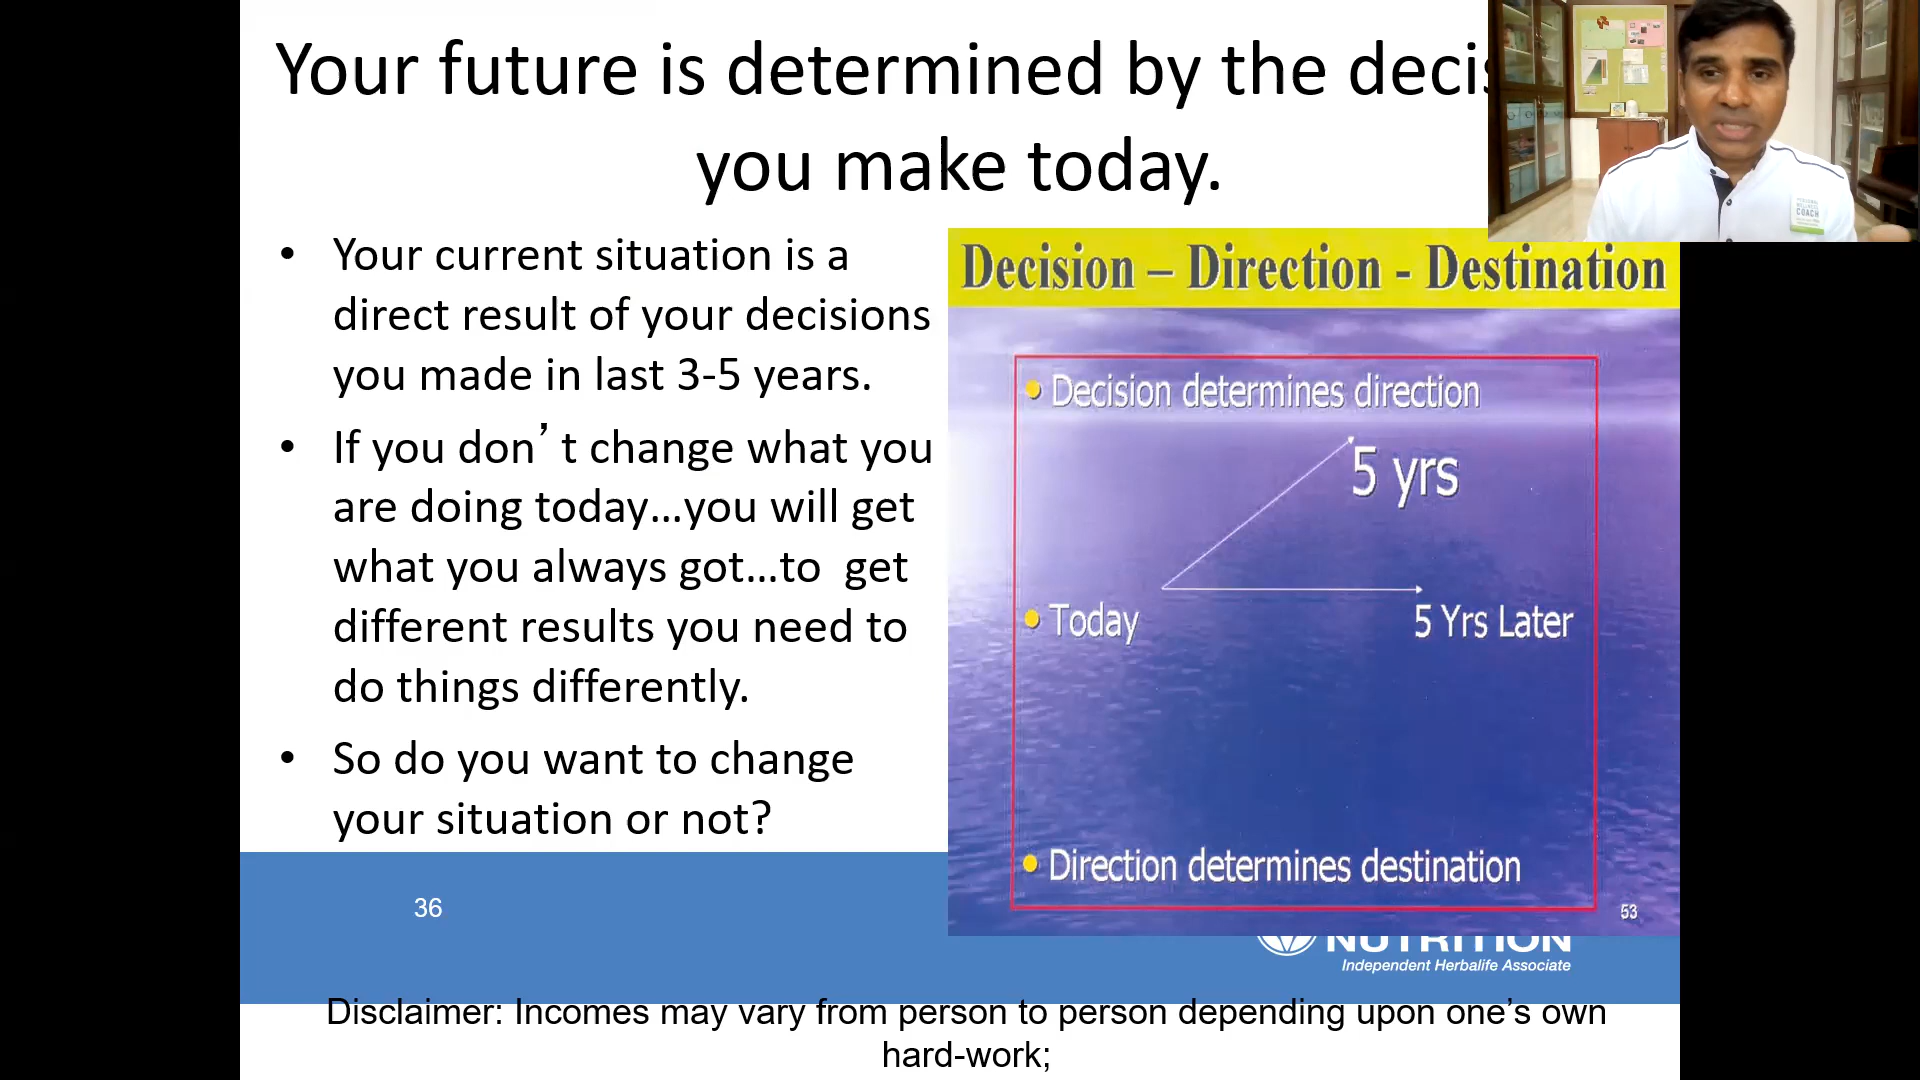 Your future is determined by the decis
you make today.
• Your current situation is a
direct result of your decisions
you made in last 3-5 years.
• If you don’t change what you
are doing today...you will get
what you always got...to  get
different results you need to
do things differently.
• So do you want to change
your situation or not?
Decision – Direction - Destination
• Decision determines direction
5 yrs
• Today
5 Yrs Later
• Direction determines destination
53
36
NUTRITION
Independent Herbalife Associate
Disclaimer: Incomes may vary from person to person depending upon one’s own
hard-work;
COACH